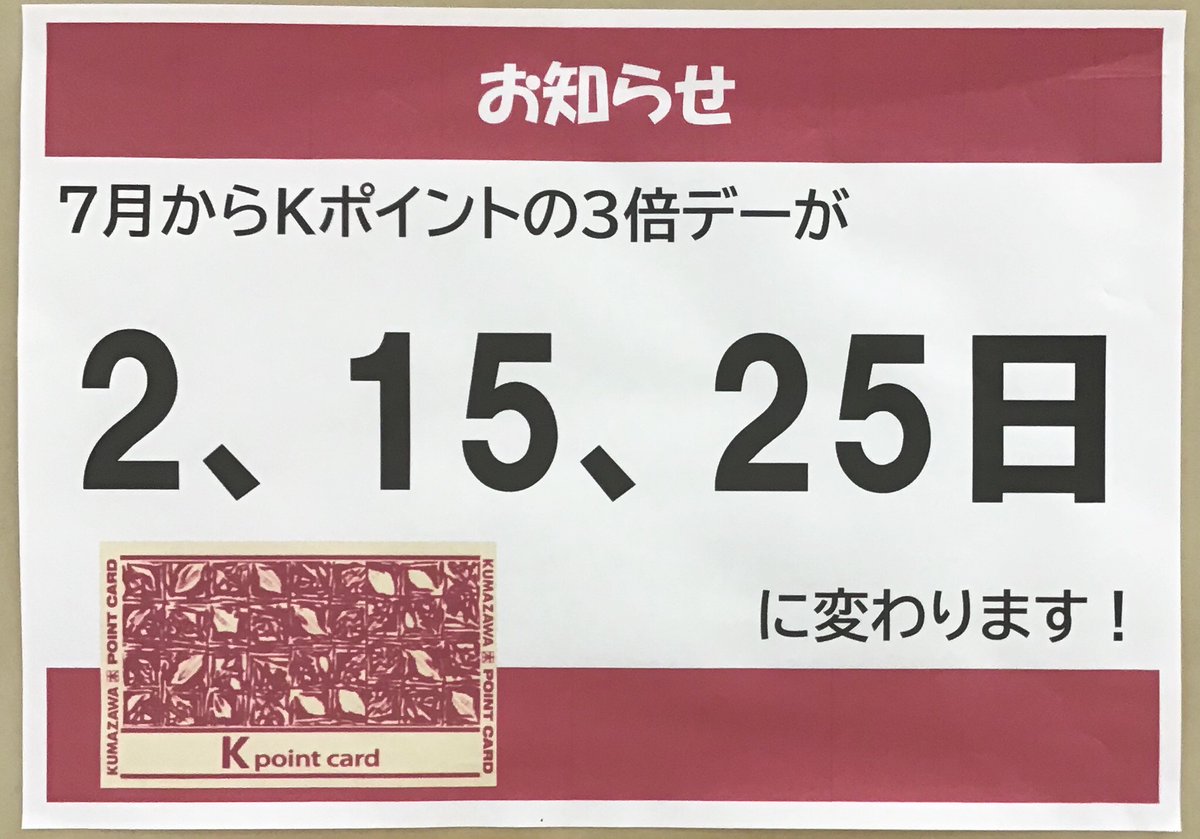 お知らせ
7月からKポイントの3倍デーが
2、15、25日
に変わります！
KUMAZAWA POINT CARD
KUMAZAWA POINT CARD
K point card